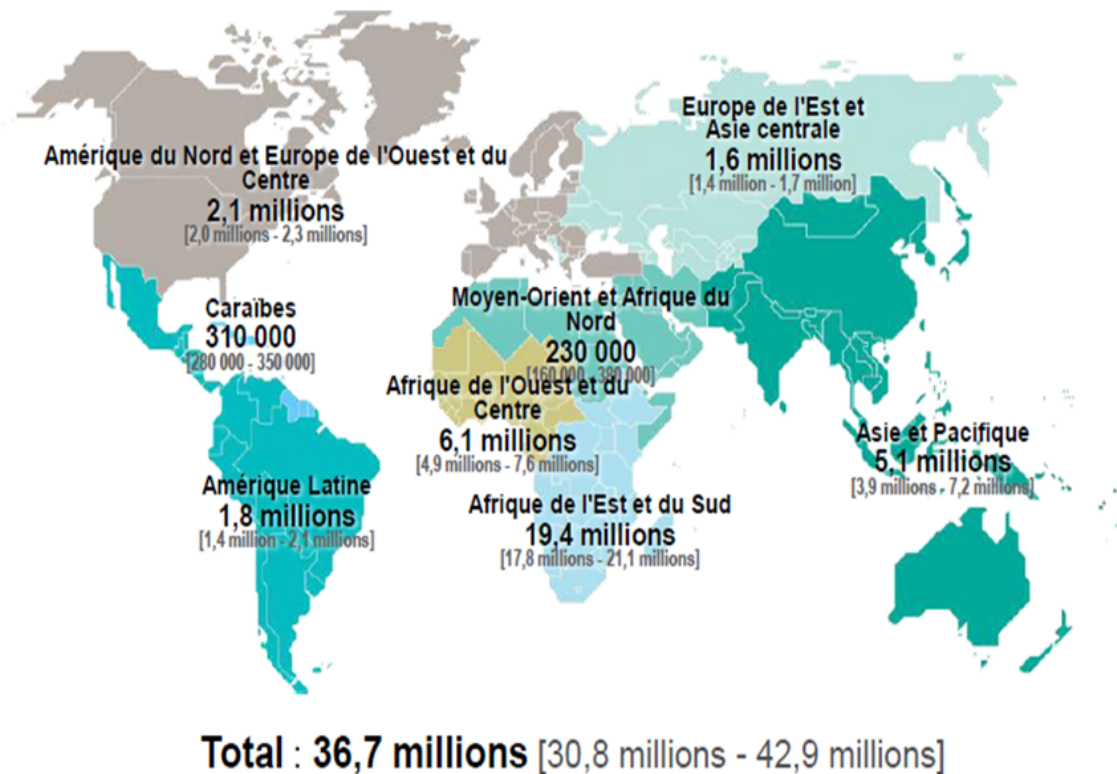 Europe de l'Est et
Asie centrale
1,6 millions
[1,4 million - 1,7 million]
Amérique du Nord et Europe de l'Ouest et du
Centre
2,1 millions
[2,0 millions - 2,3 millions]
Caraïbes
310 000
[280 000 - 350 000]
Moyen-Orient et Afrique du
Nord
230 000
[160 000 - 380 000]
Afrique de l'Ouest et du
Centre
6,1 millions
[4,9 millions - 7,6 millions]
Asie et Pacifique
5,1 millions
[3,9 millions - 7,2 millions]
Amérique Latine
1,8 millions
[1,4 million - 2,1 millions]
Afrique de l'Est et du Sud
19,4 millions
[17,8 millions - 21,1 millions]
Total : 36,7 millions [30,8 millions - 42,9 millions]